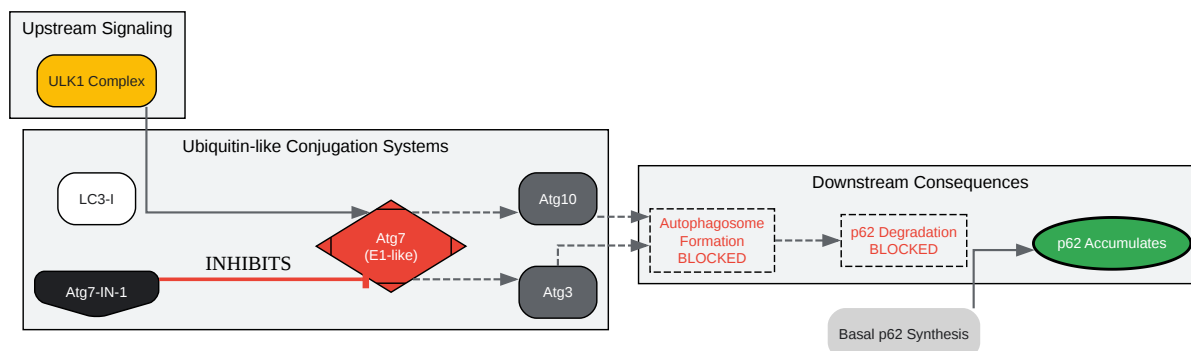 Upstream Signaling
ULK1 Complex
Ubiquitin-like Conjugation Systems
LC3-I
Atg10
Atg7
(E1-like)
INHIBITS
Atg7-IN-1
Atg3
Downstream Consequences
Autophagosome
Formation
BLOCKED
p62 Degradation
BLOCKED
p62 Accumulates
Basal p62 Synthesis